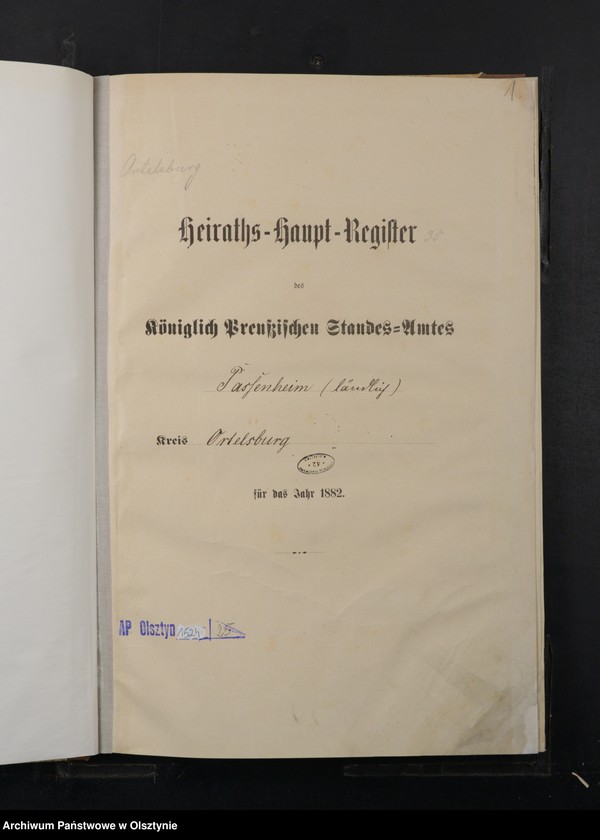 1
Ortelsburg
Heiraths-Haupt-Register
des
Königlich Preußischen Standes-Amtes
Passenheim (ländlich)
Kreis Ortelsburg
für das Jahr 1882.
AP Olsztyn
Archiwum Państwowe w Olsztynie